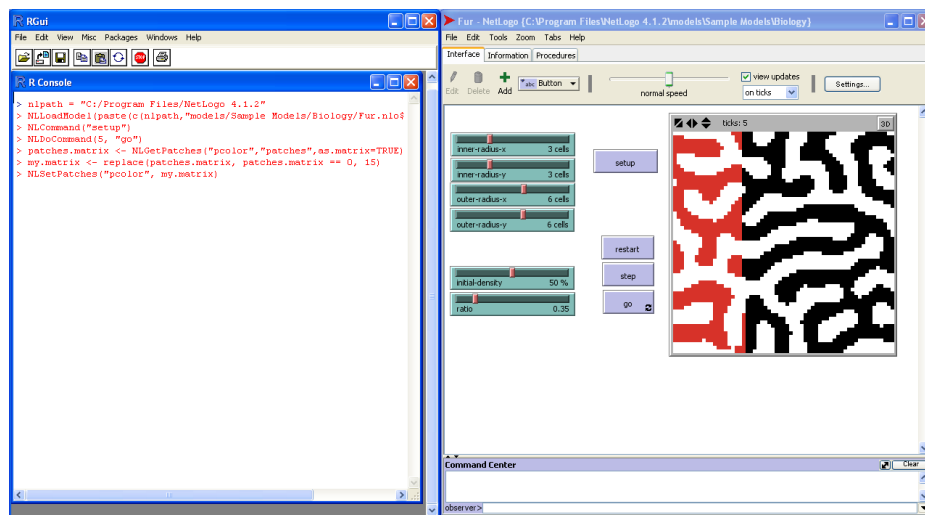 RGui
File Edit View Misc Packages Windows Help
R Console
> nlpath = "C:/Program Files/NetLogo 4.1.2"
> NLLoadModel(paste(c(nlpath,"models/Sample Models/Biology/Fur.nlo$
> NLCommand("setup")
> NLDoCommand(5, "go")
> patches.matrix <- NLGetPatches("pcolor","patches",as.matrix=TRUE)
> my.matrix <- replace(patches.matrix, patches.matrix == 0, 15)
> NLSetPatches("pcolor", my.matrix)
Fur - NetLogo {C:\Program Files\NetLogo 4.1.2\models\Sample Models\Biology}
File Edit Tools Zoom Tabs Help
Interface Information Procedures
Edit Delete Add Button normal speed view updates on ticks Settings...
ticks: 5 3D
inner-radius-x 3 cells
inner-radius-y 3 cells
outer-radius-x 6 cells
outer-radius-y 6 cells
initial-density 50 %
ratio 0.35
setup
restart
step
go
Command Center Clear
observer>